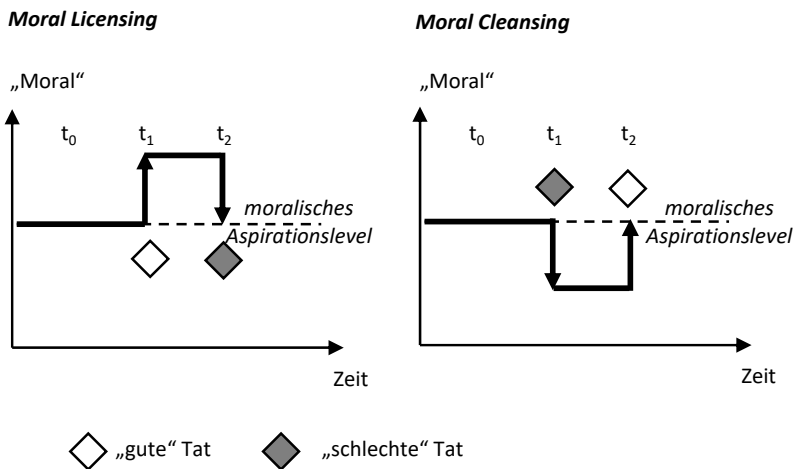 Moral Licensing
„Moral“
t0
t1
t2
moralisches
Aspirationslevel
Zeit
Moral Cleansing
„Moral“
t0
t1
t2
moralisches
Aspirationslevel
Zeit
„gute“ Tat
„schlechte“ Tat